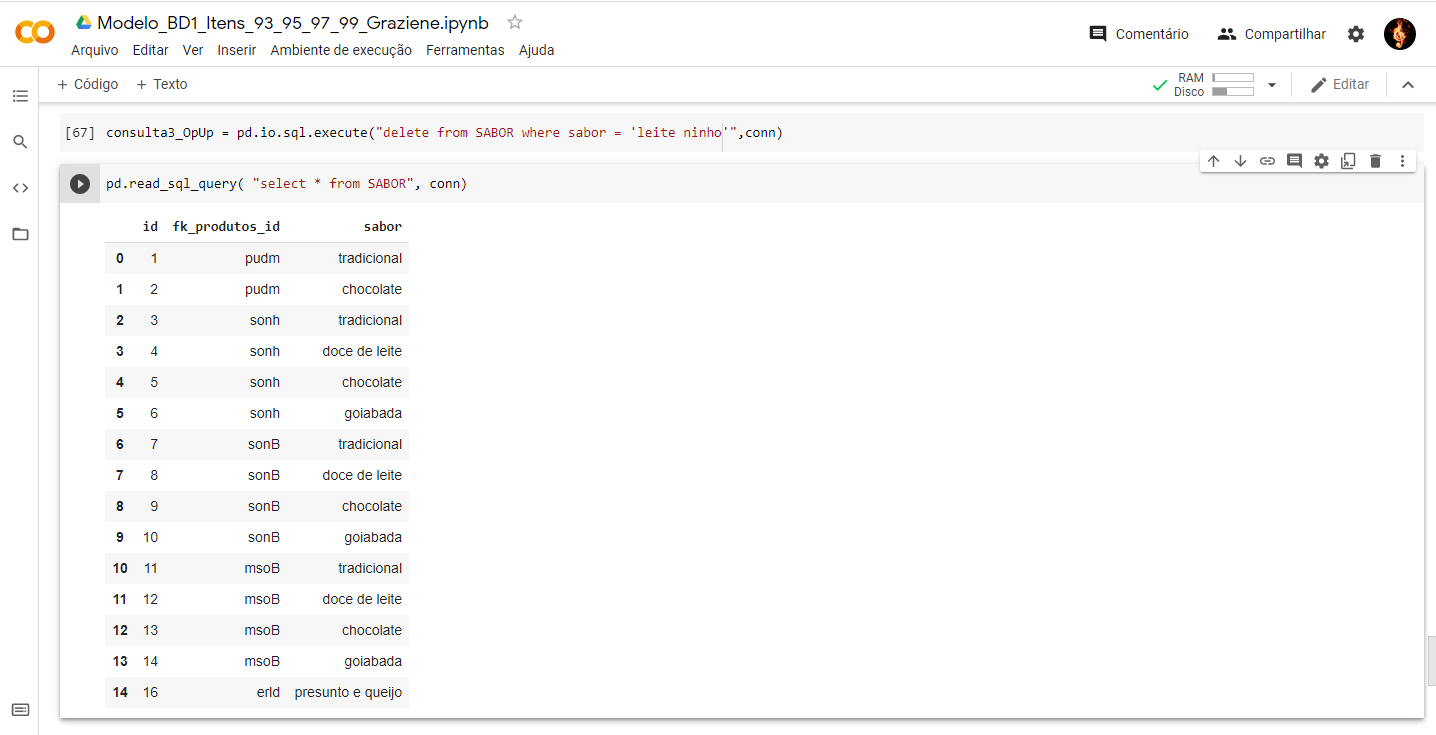 Modelo_BD1_Itens_93_95_97_99_Graziene.ipynb
Arquivo Editar Ver Inserir Ambiente de execução Ferramentas Ajuda
Comentário Compartilhar
+ Código + Texto
RAM
Disco
Editar
[67] consulta3_OpUp = pd.io.sql.execute("delete from SABOR where sabor = 'leite ninho'",conn)
pd.read_sql_query( "select * from SABOR", conn)
id fk_produtos_id sabor
0 1 pudm tradicional
1 2 pudm chocolate
2 3 sonh tradicional
3 4 sonh doce de leite
4 5 sonh chocolate
5 6 sonh goiabada
6 7 sonB tradicional
7 8 sonB doce de leite
8 9 sonB chocolate
9 10 sonB goiabada
10 11 msoB tradicional
11 12 msoB doce de leite
12 13 msoB chocolate
13 14 msoB goiabada
14 16 erld presunto e queijo